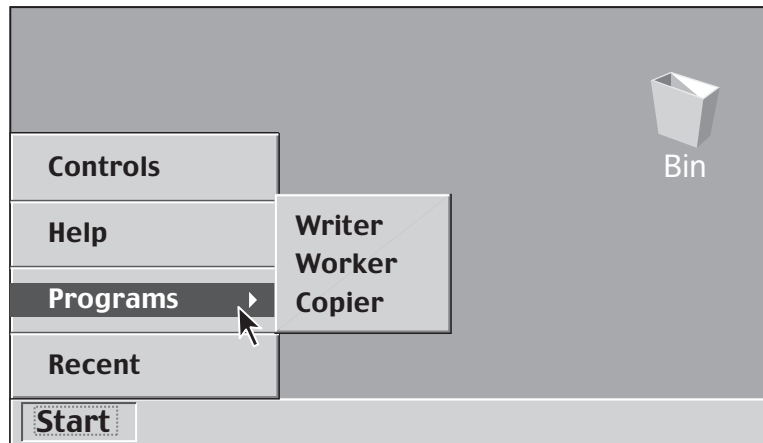 Bin
Controls
Help
Programs
Recent
Writer
Worker
Copier
Start